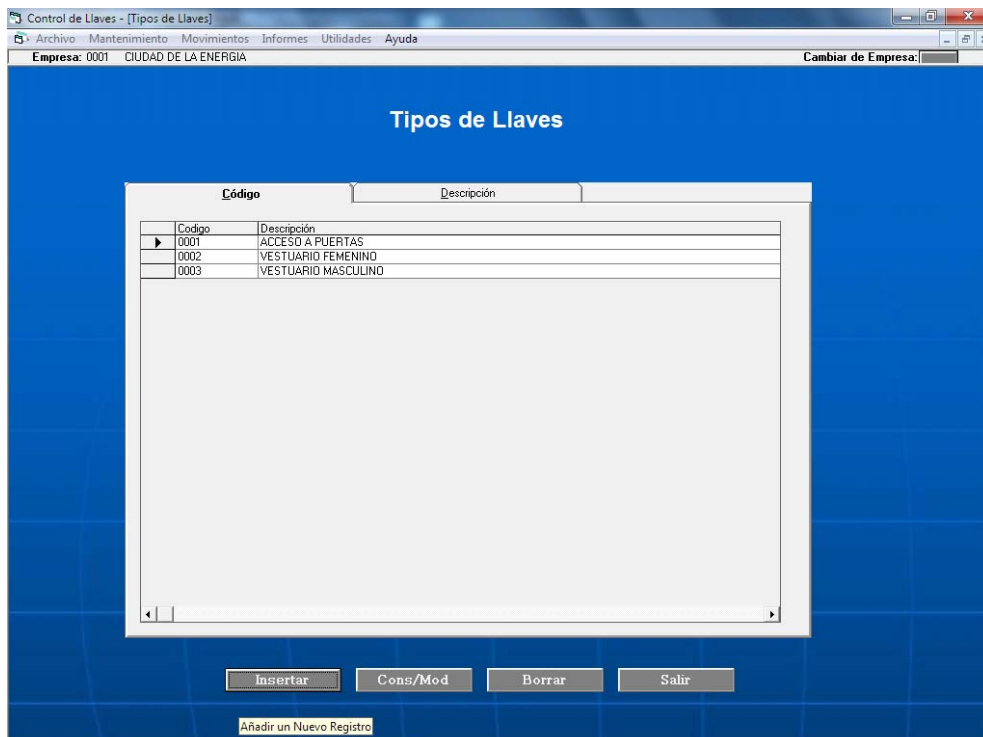 Control de Llaves - [Tipos de Llaves]
Archivo Mantenimiento Movimientos Informes Utilidades Ayuda
Empresa: 0001 CIUDAD DE LA ENERGIA Cambiar de Empresa:
Tipos de Llaves
Código Descripción
Codigo Descripción
0001 ACCESO A PUERTAS
0002 VESTUARIO FEMENINO
0003 VESTUARIO MASCULINO
Insertar Cons/Mod Borrar Salir
Añadir un Nuevo Registro